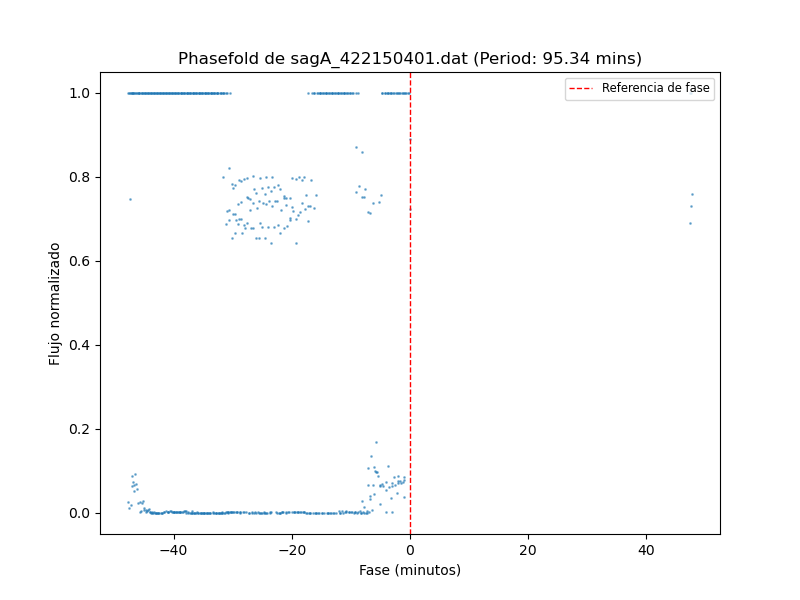 Phasefold de sagA_422150401.dat (Period: 95.34 mins)
Referencia de fase
Flujo normalizado
1.0
0.8
0.6
0.4
0.2
0.0
−40
−20
0
20
40
Fase (minutos)